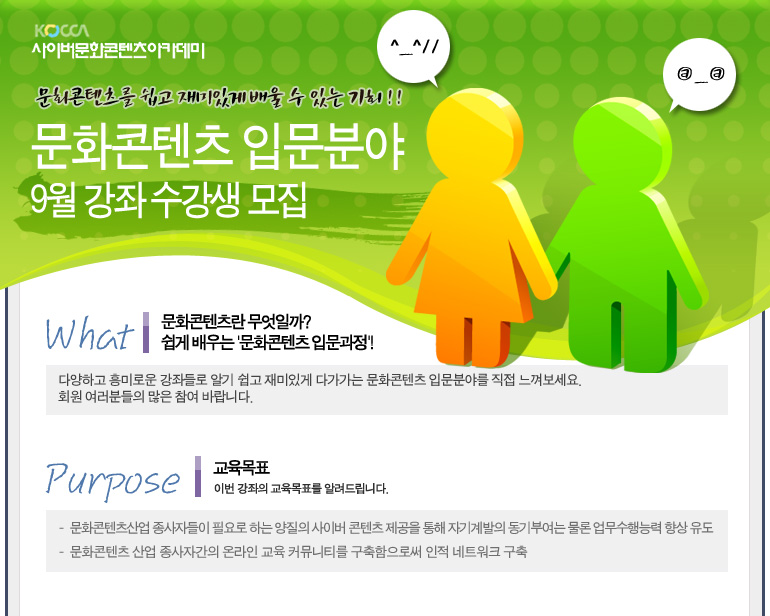 KOCCA
사이버문화콘텐츠아카데미
^_^//
@_@
문화콘텐츠를 쉽고 재미있게 배울 수 있는 기회!!
문화콘텐츠 입문분야
9월 강좌 수강생 모집
What
문화콘텐츠란 무엇일까?
쉽게 배우는 '문화콘텐츠 입문과정'!
다양하고 흥미로운 강좌들로 알기 쉽고 재미있게 다가가는 문화콘텐츠 입문분야를 직접 느껴보세요.
회원 여러분들의 많은 참여 바랍니다.
Purpose
교육목표
이번 강좌의 교육목표를 알려드립니다.
- 문화콘텐츠산업 종사자들이 필요로 하는 양질의 사이버 콘텐츠 제공을 통해 자기계발의 동기부여는 물론 업무수행능력 향상 유도
- 문화콘텐츠 산업 종사자간의 온라인 교육 커뮤니티를 구축함으로써 인적 네트워크 구축